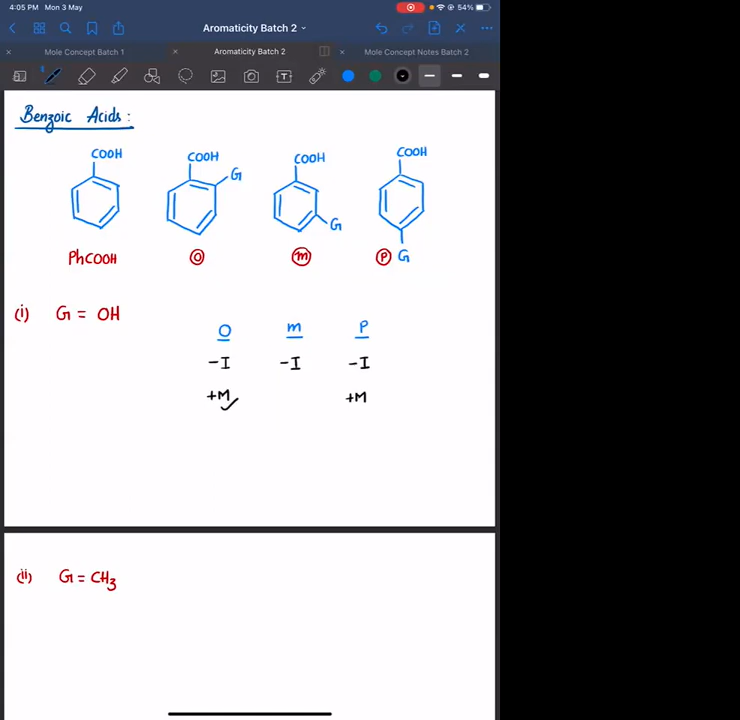 4:05 PM Mon 3 May 54%
Aromaticity Batch 2
Mole Concept Batch 1 Aromaticity Batch 2 Mole Concept Notes Batch 2
Benzoic Acids:
COOH COOH COOH COOH
G
G
PhCOOH O m P G
(i) G = OH
O m P
-I -I -I
+M +M
(ii) G = CH3